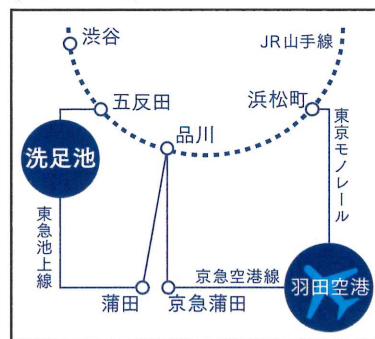 渋谷
JR山手線
五反田
浜松町
品川
洗足池
東京モノレール
東急池上線
京急空港線
羽田空港
蒲田
京急蒲田